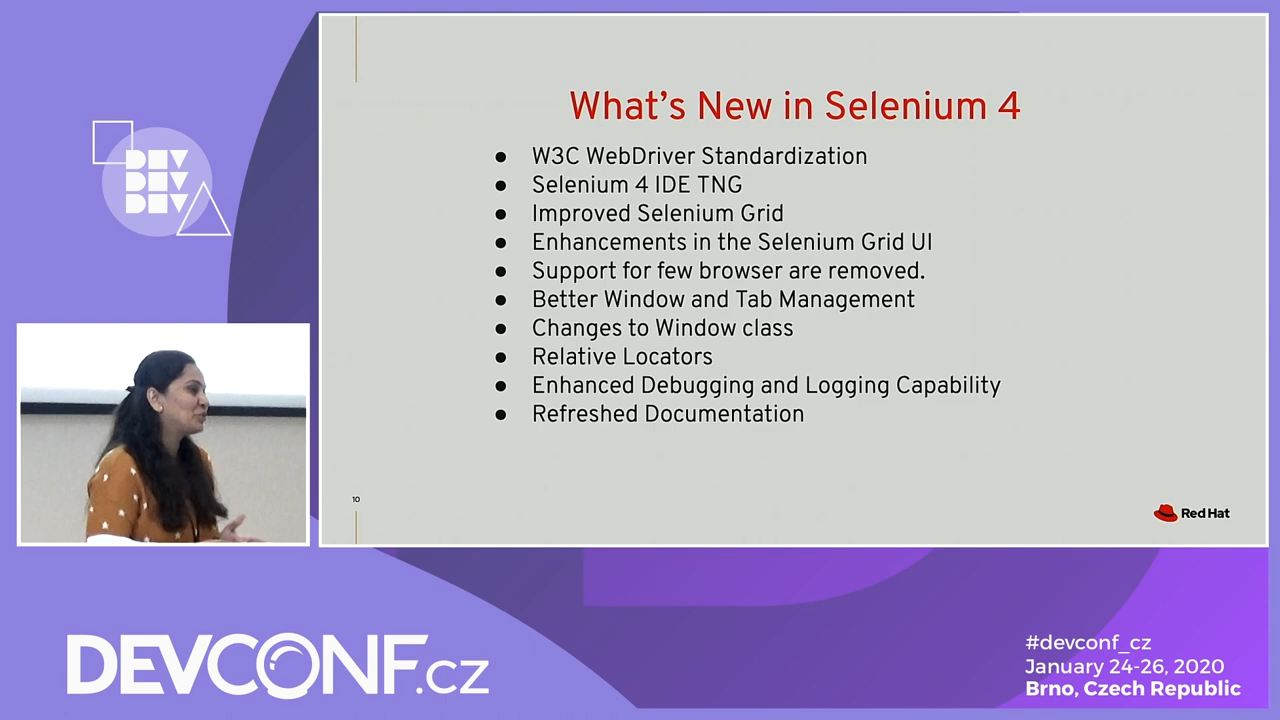 DEV
DEV
DEV
What's New in Selenium 4
● W3C WebDriver Standardization
● Selenium 4 IDE TNG
● Improved Selenium Grid
● Enhancements in the Selenium Grid UI
● Support for few browser are removed.
● Better Window and Tab Management
● Changes to Window class
● Relative Locators
● Enhanced Debugging and Logging Capability
● Refreshed Documentation
10
Red Hat
DEVCONF.cz
#devconf_cz
January 24-26, 2020
Brno, Czech Republic